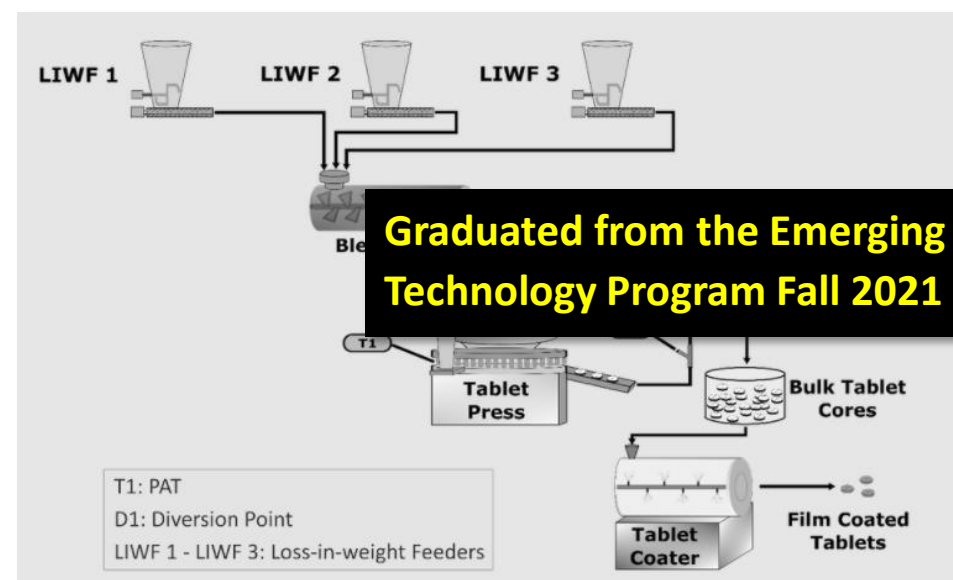 LIWF 1
LIWF 2
LIWF 3
Graduated from the Emerging
Technology Program Fall 2021
T1
Tablet
Press
Bulk Tablet
Cores
T1: PAT
D1: Diversion Point
LIWF 1 - LIWF 3: Loss-in-weight Feeders
Tablet
Coater
Film Coated
Tablets